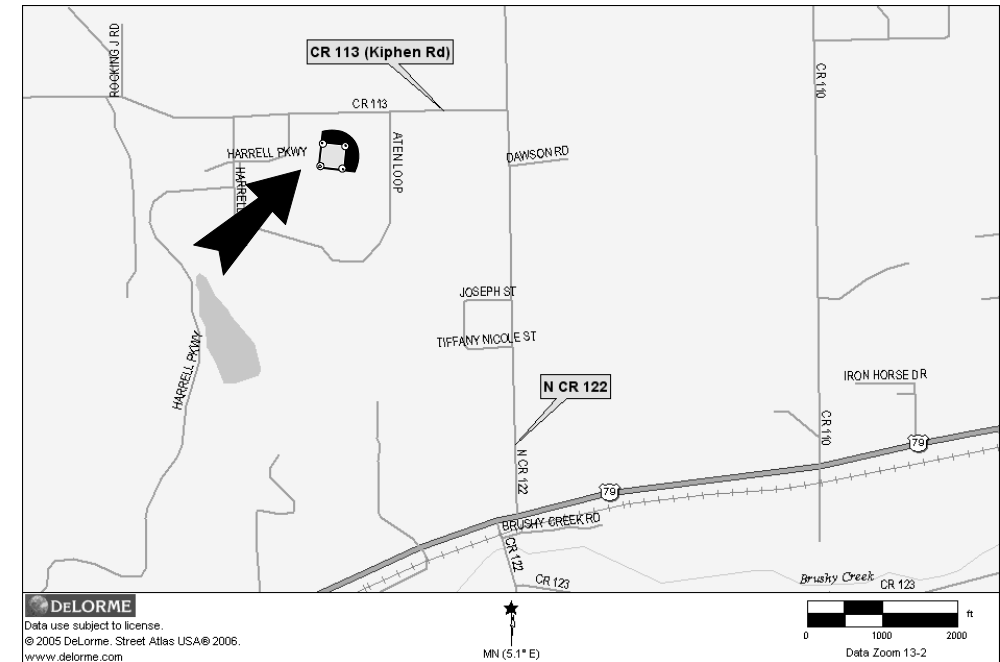 ROCKING J RD
CR 113 (Kiphen Rd)
CR 110
CR 113
HARRELL PKWY
ATEN LOOP
DAWSON RD
HARRELL
JOSEPH ST
TIFFANY NICOLE ST
HARRELL PKWY
N CR 122
IRON HORSE DR
CR 110
79
N CR 122
79
BRUSHY CREEK RD
CR 122
CR 123
Brushy Creek
CR 123
DELORME
Data use subject to license.
© 2005 DeLorme. Street Atlas USA® 2006.
www.delorme.com
MN (5.1° E)
ft
0 1000 2000
Data Zoom 13-2